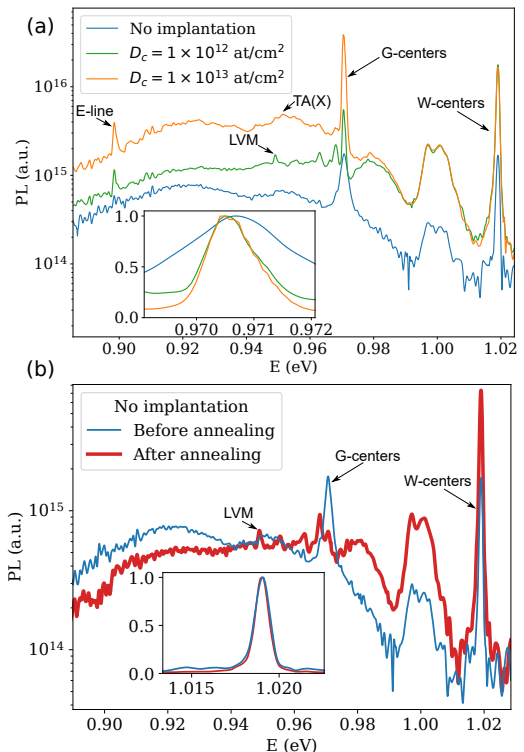 (a)
No implantation
D_c = 1 × 10^12 at/cm^2
D_c = 1 × 10^13 at/cm^2
G-centers
E-line
TA(X)
LVM
W-centers
PL (a.u.)
10^16
10^15
10^14
1.0
0.5
0.0
0.970 0.971 0.972
0.90 0.92 0.94 0.96 0.98 1.00 1.02
E (eV)
(b)
No implantation
Before annealing
After annealing
G-centers
W-centers
LVM
PL (a.u.)
10^15
10^14
1.0
0.5
0.0
1.015 1.020
0.90 0.92 0.94 0.96 0.98 1.00 1.02
E (eV)